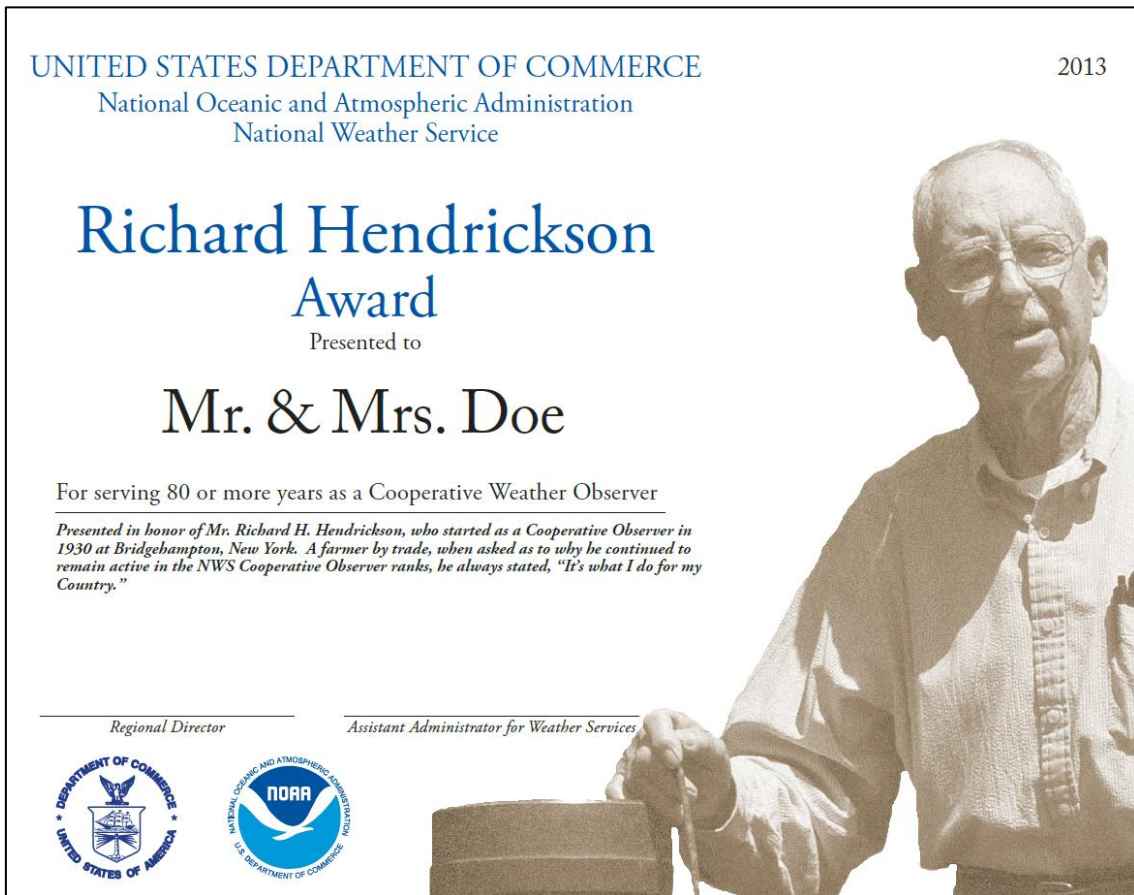 UNITED STATES DEPARTMENT OF COMMERCE
2013
National Oceanic and Atmospheric Administration
National Weather Service
Richard Hendrickson
Award
Presented to
Mr. & Mrs. Doe
For serving 80 or more years as a Cooperative Weather Observer
Presented in honor of Mr. Richard H. Hendrickson, who started as a Cooperative Observer in
1930 at Bridgehampton, New York. A farmer by trade, when asked as to why he continued to
remain active in the NWS Cooperative Observer ranks, he always stated, “It’s what I do for my
Country.”
Regional Director
Assistant Administrator for Weather Services
DEPARTMENT OF COMMERCE
UNITED STATES OF AMERICA
NATIONAL OCEANIC AND ATMOSPHERIC ADMINISTRATION
NOAA
U.S. DEPARTMENT OF COMMERCE